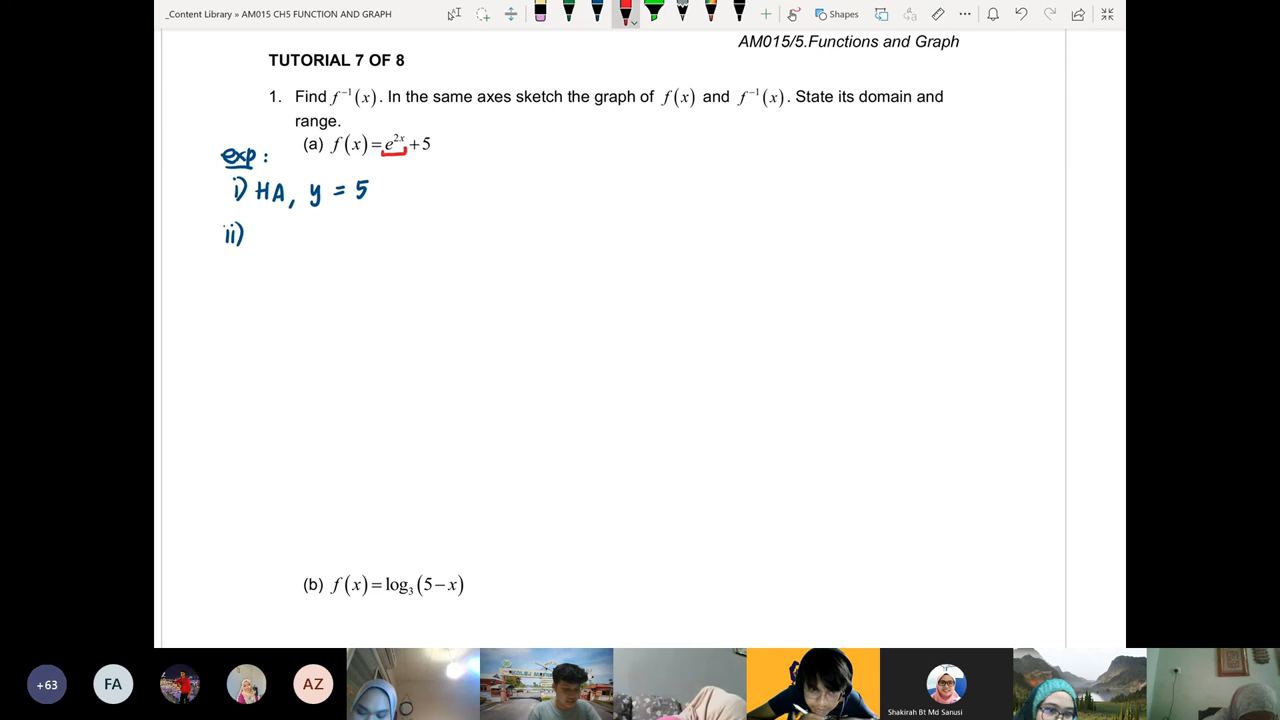 _Content Library » AM015 CH5 FUNCTION AND GRAPH
Shapes
AM015/5.Functions and Graph
TUTORIAL 7 OF 8
1. Find f⁻¹(x). In the same axes sketch the graph of f(x) and f⁻¹(x). State its domain and
range.
(a) f(x)=e²ˣ+5
exp:
i) HA, y = 5
ii)
(b) f(x)=log₃(5−x)
+63
FA
AZ
Shakirah Bt Md Sanusi